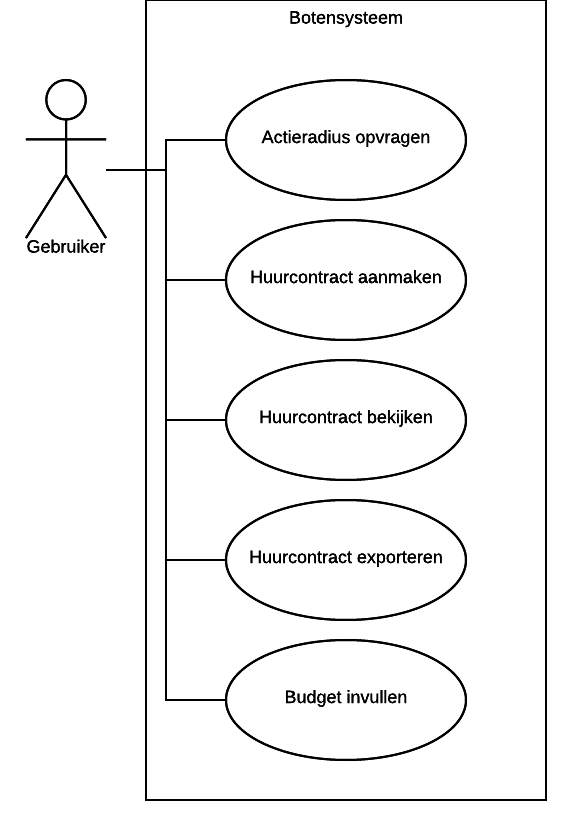 Botensysteem
Actieradius opvragen
Gebruiker
Huurcontract aanmaken
Huurcontract bekijken
Huurcontract exporteren
Budget invullen